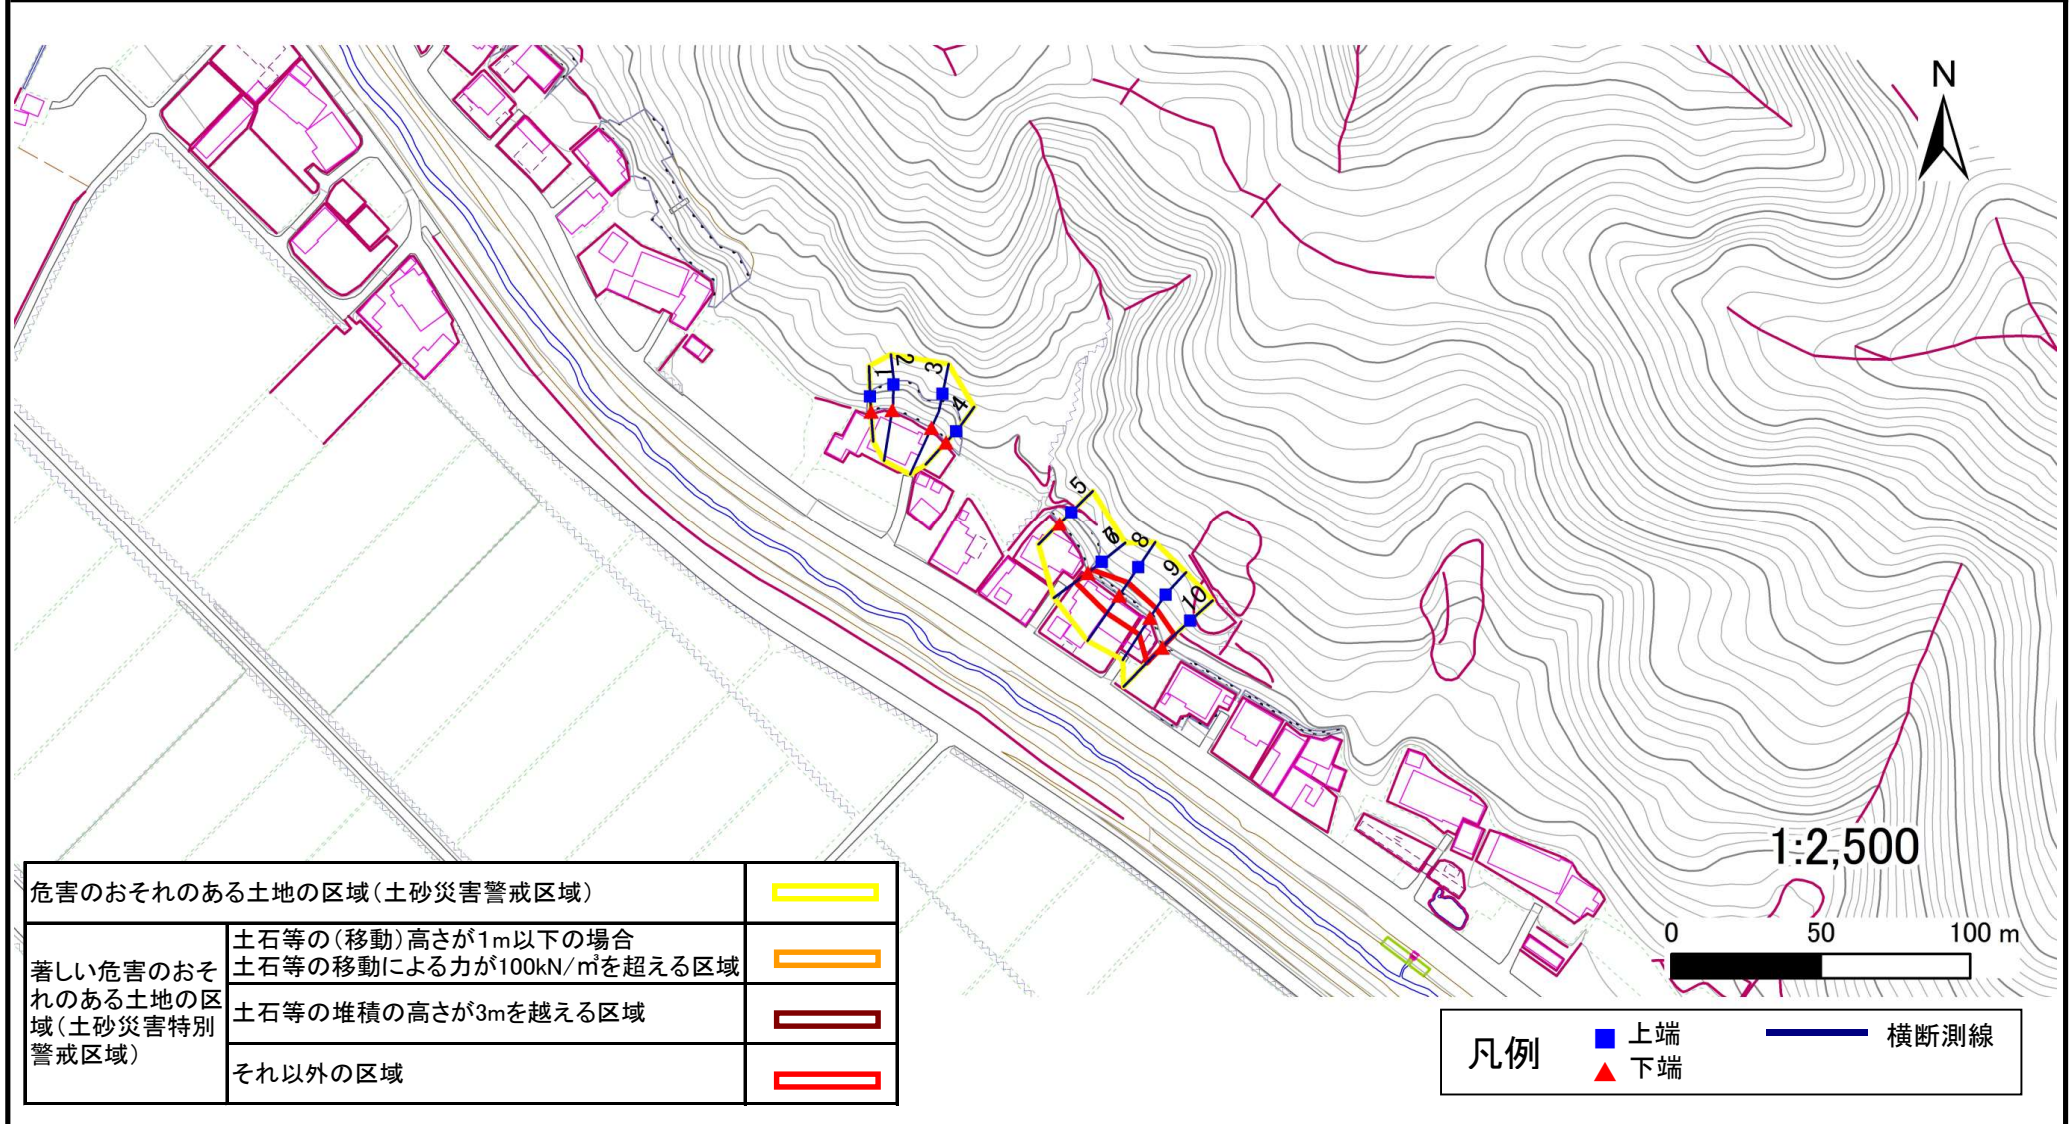 N
1
2
3
4
5
6
8
9
10
1:2,500
0 50 100 m
危害のおそれのある土地の区域(土砂災害警戒区域)
著しい危害のおそ
れのある土地の区
域(土砂災害特別
警戒区域)
土石等の(移動)高さが1m以下の場合
土石等の移動による力が100kN/㎡を超える区域
土石等の堆積の高さが3mを越える区域
それ以外の区域
凡例
上端
下端
横断測線